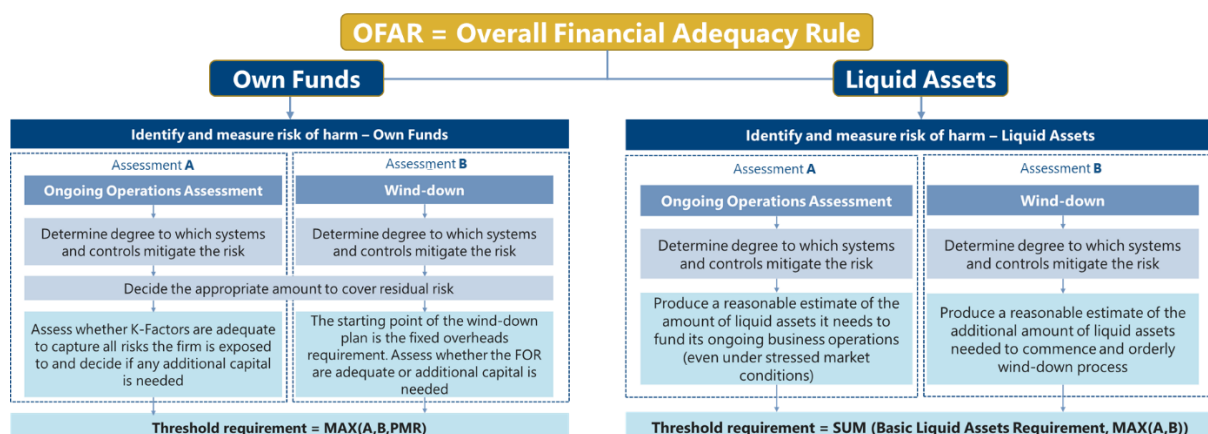 OFAR = Overall Financial Adequacy Rule
Own Funds
Identify and measure risk of harm – Own Funds
Assessment A
Ongoing Operations Assessment
Determine degree to which systems
and controls mitigate the risk
Assessment B
Wind-down
Determine degree to which systems
and controls mitigate the risk
Decide the appropriate amount to cover residual risk
Assess whether K-Factors are adequate
to capture all risks the firm is exposed
to and decide if any additional capital
is needed
The starting point of the wind-down
plan is the fixed overheads
requirement. Assess whether the FOR
are adequate or additional capital is
needed
Threshold requirement = MAX(A,B,PMR)
Liquid Assets
Identify and measure risk of harm – Liquid Assets
Assessment A
Ongoing Operations Assessment
Determine degree to which systems
and controls mitigate the risk
Produce a reasonable estimate of the
amount of liquid assets it needs to
fund its ongoing business operations
(even under stressed market
conditions)
Assessment B
Wind-down
Determine degree to which systems
and controls mitigate the risk
Produce a reasonable estimate of the
additional amount of liquid assets
needed to commence and orderly
wind-down process
Threshold requirement = SUM (Basic Liquid Assets Requirement, MAX(A,B))